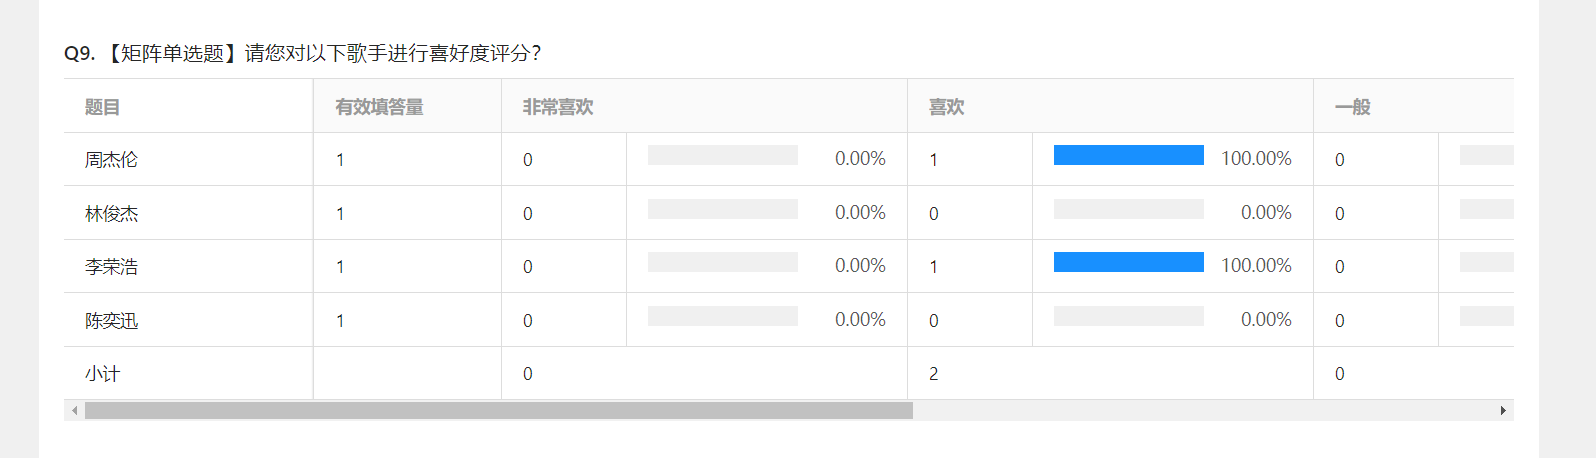 Q9. 【矩阵单选题】请您对以下歌手进行喜好度评分?
题目 有效填答量 非常喜欢 喜欢 一般
周杰伦 1 0 0.00% 1 100.00% 0
林俊杰 1 0 0.00% 0 0.00% 0
李荣浩 1 0 0.00% 1 100.00% 0
陈奕迅 1 0 0.00% 0 0.00% 0
小计 0 2 0